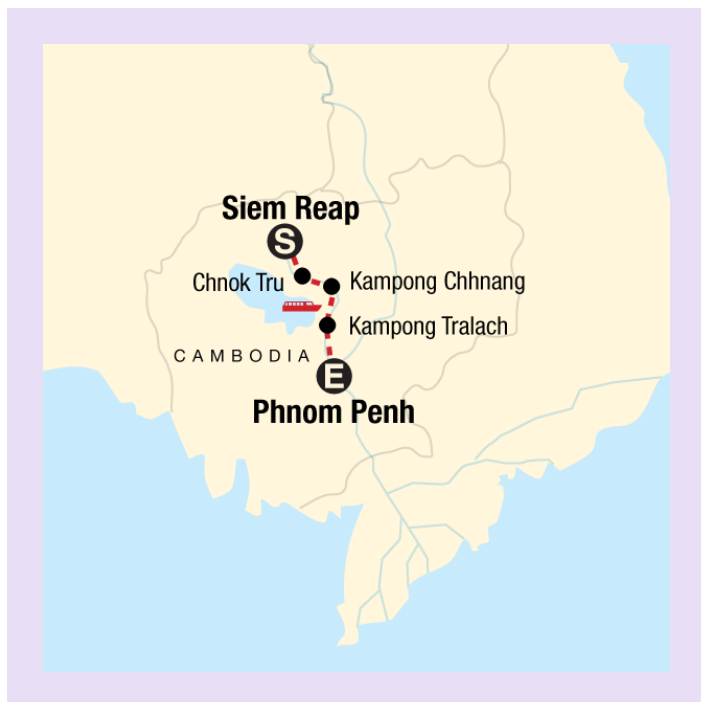 Siem Reap
S
Chnok Tru
Kampong Chhnang
Kampong Tralach
CAMBODIA
E
Phnom Penh